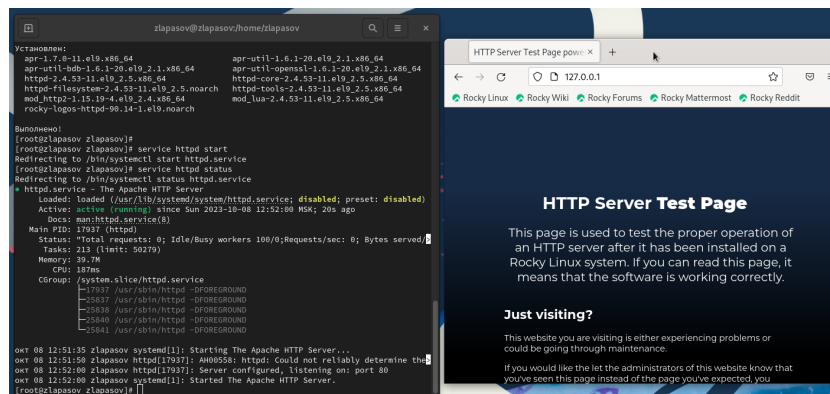 zlapasov@zlapasov:/home/zlapasov
Установлен:
apr-1.7.0-11.el9.x86_64 apr-util-1.6.1-20.el9_2.1.x86_64
apr-util-bdb-1.6.1-20.el9_2.1.x86_64 apr-util-openssl-1.6.1-20.el9_2.1.x86_64
httpd-2.4.53-11.el9_2.5.x86_64 httpd-core-2.4.53-11.el9_2.5.x86_64
httpd-filesystem-2.4.53-11.el9_2.5.noarch httpd-tools-2.4.53-11.el9_2.5.x86_64
mod_http2-1.15.19-4.el9_2.4.x86_64 mod_lua-2.4.53-11.el9_2.5.x86_64
rocky-logos-httpd-90.14-1.el9.noarch
Выполнено!
[root@zlapasov zlapasov]#
[root@zlapasov zlapasov]# service httpd start
Redirecting to /bin/systemctl start httpd.service
[root@zlapasov zlapasov]# service httpd status
Redirecting to /bin/systemctl status httpd.service
● httpd.service - The Apache HTTP Server
Loaded: loaded (/usr/lib/systemd/system/httpd.service; disabled; preset: disabled)
Active: active (running) since Sun 2023-10-08 12:52:00 MSK; 20s ago
Docs: man:httpd.service(8)
Main PID: 17937 (httpd)
Status: "Total requests: 0; Idle/Busy workers 100/0;Requests/sec: 0; Bytes served/>
Tasks: 213 (limit: 50279)
Memory: 39.7M
CPU: 187ms
CGroup: /system.slice/httpd.service
├─17937 /usr/sbin/httpd -DFOREGROUND
├─25837 /usr/sbin/httpd -DFOREGROUND
├─25838 /usr/sbin/httpd -DFOREGROUND
├─25840 /usr/sbin/httpd -DFOREGROUND
└─25841 /usr/sbin/httpd -DFOREGROUND
окт 08 12:51:35 zlapasov systemd[1]: Starting The Apache HTTP Server...
окт 08 12:51:50 zlapasov httpd[17937]: AH00558: httpd: Could not reliably determine the>
окт 08 12:52:00 zlapasov httpd[17937]: Server configured, listening on: port 80
окт 08 12:52:00 zlapasov systemd[1]: Started The Apache HTTP Server.
[root@zlapasov zlapasov]#
HTTP Server Test Page powe
127.0.0.1
Rocky Linux Rocky Wiki Rocky Forums Rocky Mattermost Rocky Reddit
HTTP Server Test Page
This page is used to test the proper operation of
an HTTP server after it has been installed on a
Rocky Linux system. If you can read this page, it
means that the software is working correctly.
Just visiting?
This website you are visiting is either experiencing problems or
could be going through maintenance.
If you would like the let the administrators of this website know that
you've seen this page instead of the page you've expected, you